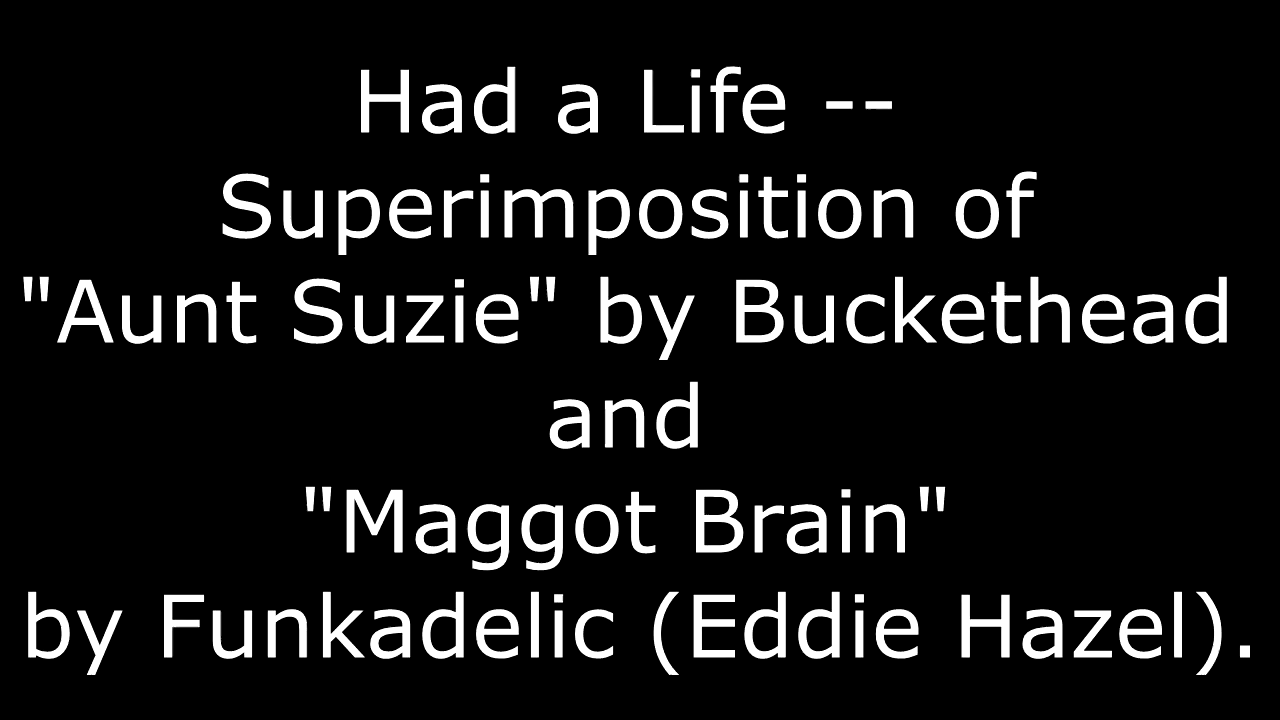 Had a Life --
Superimposition of
"Aunt Suzie" by Buckethead
and
"Maggot Brain"
by Funkadelic (Eddie Hazel).